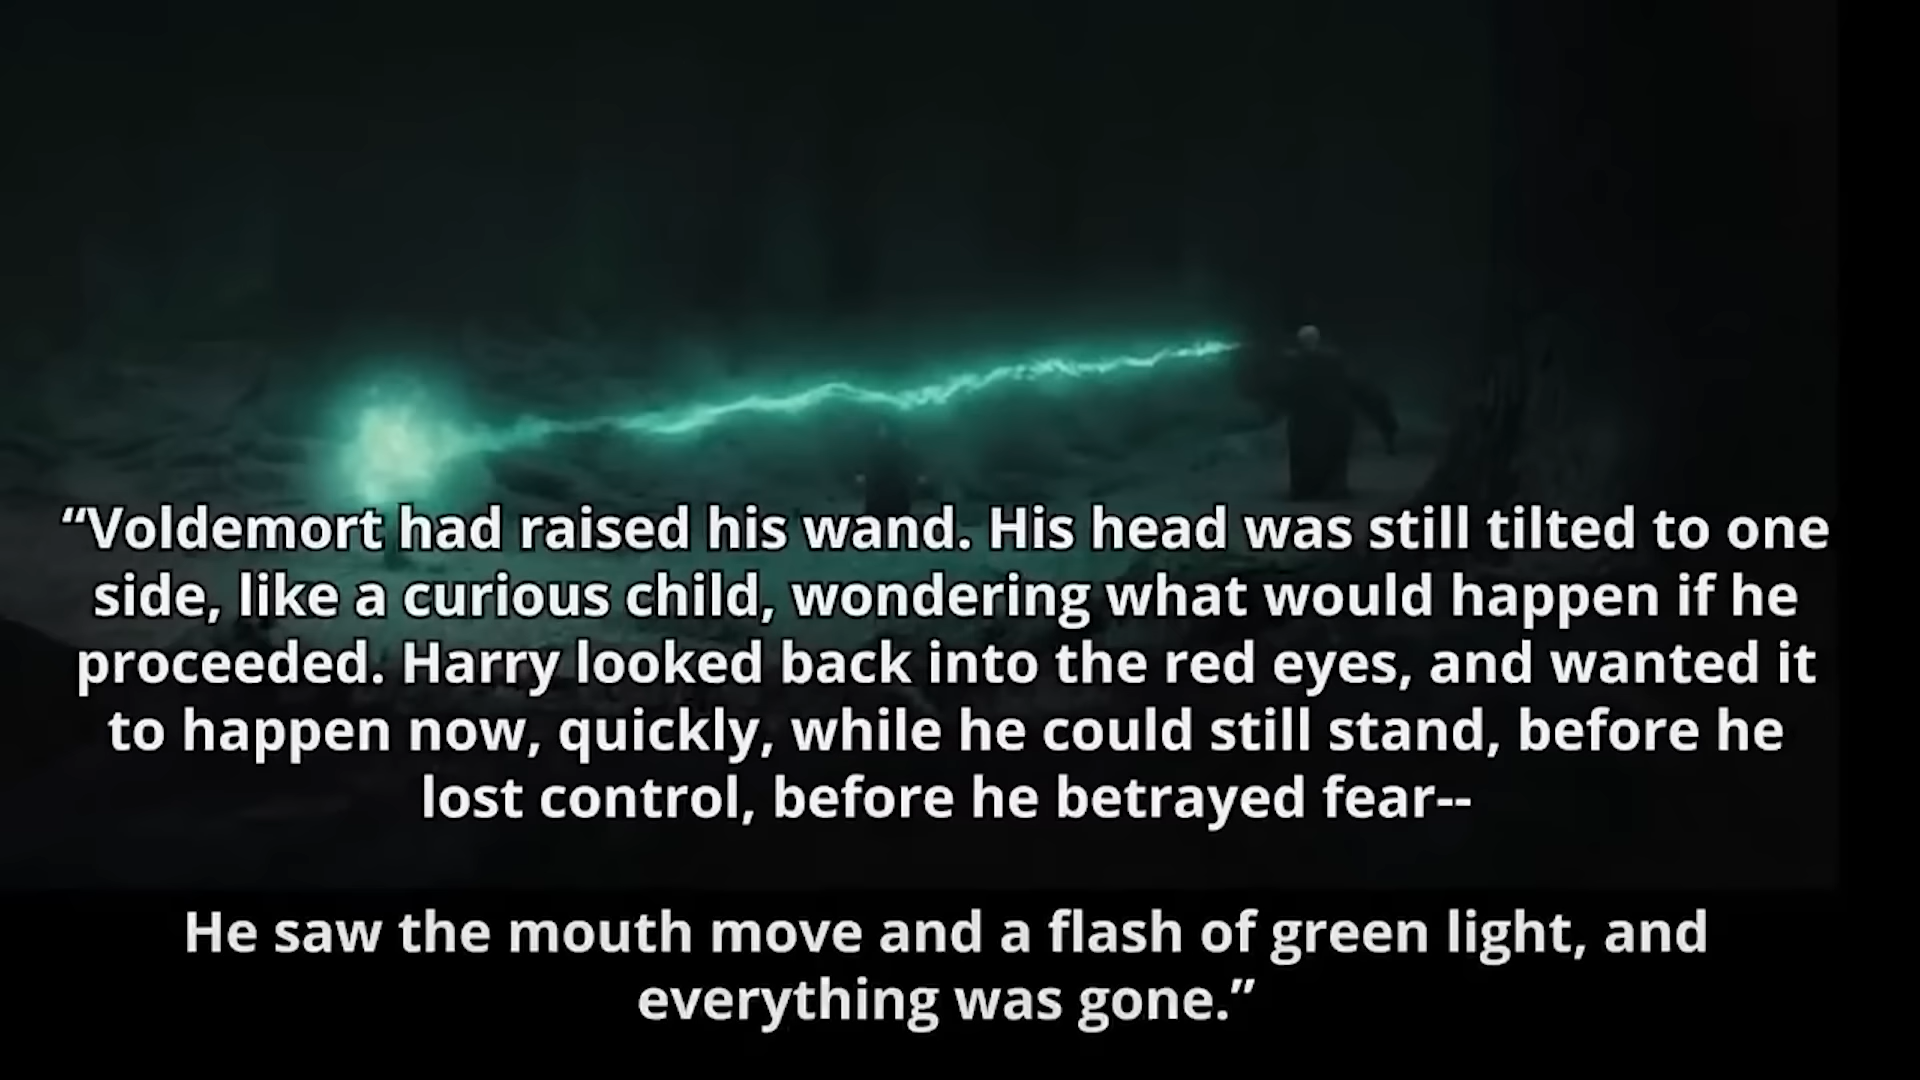 “Voldemort had raised his wand. His head was still tilted to one
side, like a curious child, wondering what would happen if he
proceeded. Harry looked back into the red eyes, and wanted it
to happen now, quickly, while he could still stand, before he
lost control, before he betrayed fear--
He saw the mouth move and a flash of green light, and
everything was gone.”